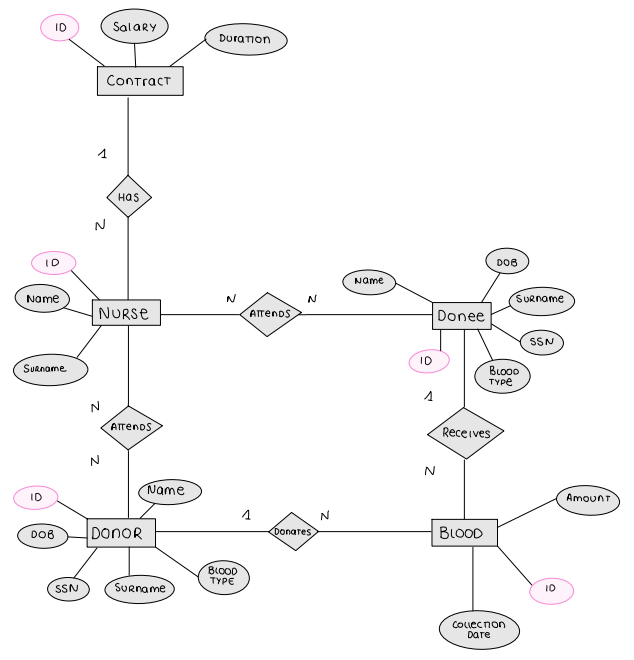 ID
Salary
Duration
Contract
1
Has
N
ID
Name
Nurse
Surname
N
Attends
N
Name
DOB
Surname
Donee
SSN
ID
Blood
Type
N
Attends
N
1
Receives
N
ID
Name
DOB
Donor
SSN
Surname
Blood
Type
1
Donates
N
Amount
Blood
ID
Collection
Date